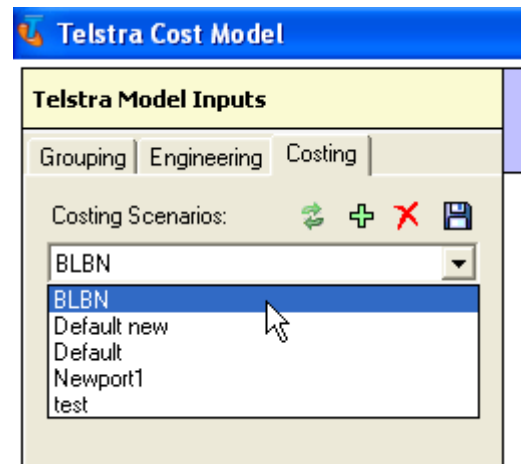 Telstra Cost Model
Telstra Model Inputs
Grouping Engineering Costing
Costing Scenarios:
BLBN
BLBN
Default new
Default
Newport1
test